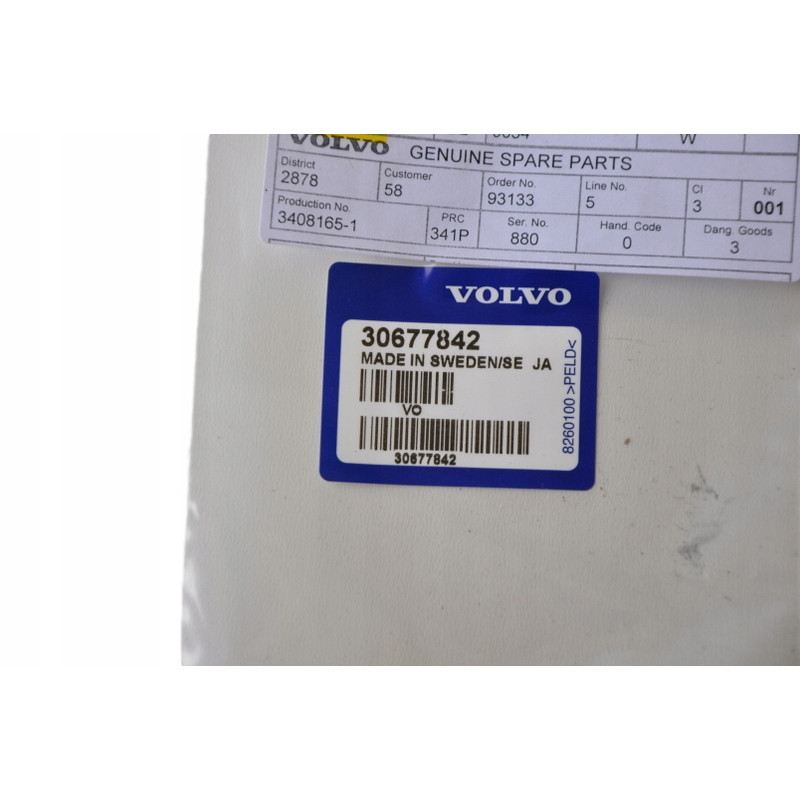 W
VOLVO GENUINE SPARE PARTS
District Customer Order No. Line No. CI Nr
2878 58 93133 5 3 001
Production No. PRC Ser. No. Hand. Code Dang. Goods
3408165-1 341P 880 0 3
VOLVO
30677842
MADE IN SWEDEN/SE JA
VO
30677842
8260100 >PELD<